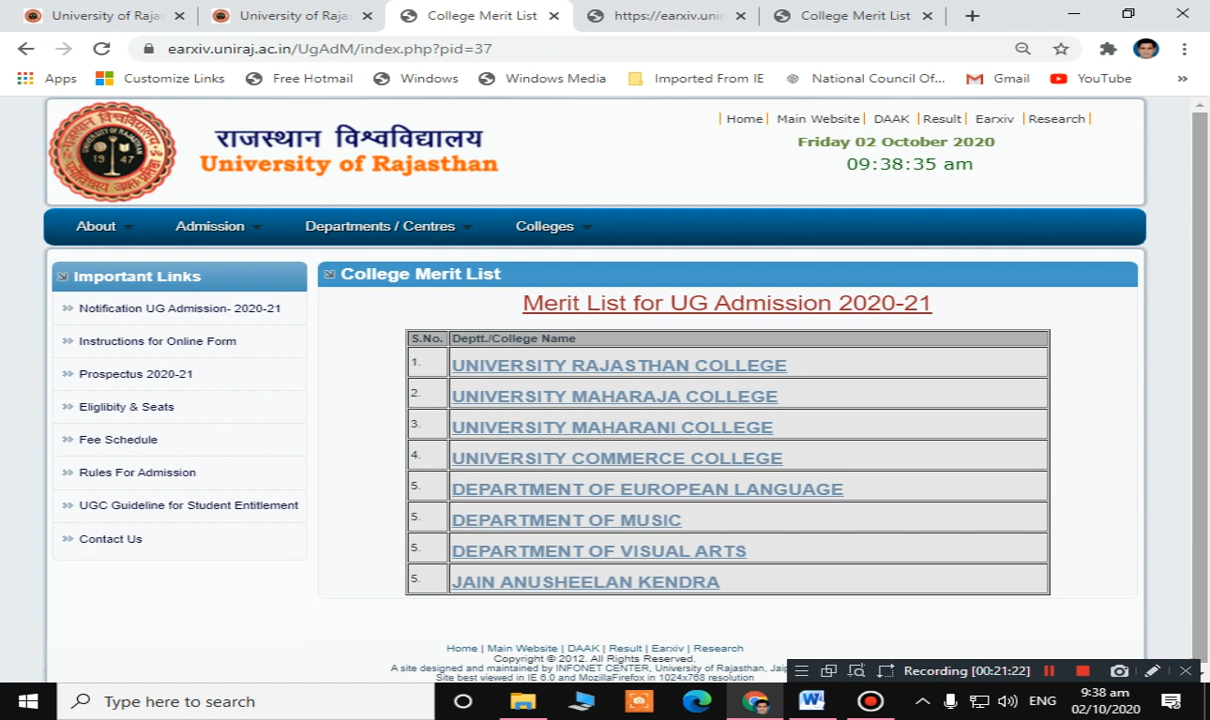 University of Raja
University of Raja
College Merit List
https://earxiv.unir
College Merit List
earxiv.uniraj.ac.in/UgAdM/index.php?pid=37
Apps
Customize Links
Free Hotmail
Windows
Windows Media
Imported From IE
National Council Of...
Gmail
YouTube
»
राजस्थान विश्वविद्यालय
University of Rajasthan
1947
| Home | Main Website | DAAK | Result | Earxiv | Research |
Friday 02 October 2020
09:38:35 am
About
Admission
Departments / Centres
Colleges
Important Links
Notification UG Admission- 2020-21
Instructions for Online Form
Prospectus 2020-21
Eliglibity & Seats
Fee Schedule
Rules For Admission
UGC Guideline for Student Entitlement
Contact Us
College Merit List
Merit List for UG Admission 2020-21
S.No. Deptt./College Name
1. UNIVERSITY RAJASTHAN COLLEGE
2. UNIVERSITY MAHARAJA COLLEGE
3. UNIVERSITY MAHARANI COLLEGE
4. UNIVERSITY COMMERCE COLLEGE
5. DEPARTMENT OF EUROPEAN LANGUAGE
5. DEPARTMENT OF MUSIC
5. DEPARTMENT OF VISUAL ARTS
5. JAIN ANUSHEELAN KENDRA
Home | Main Website | DAAK | Result | Earxiv | Research
Copyright © 2012. All Rights Reserved.
A site designed and maintained by INFONET CENTER, University of Rajasthan, Jaip
Site best viewed in IE 6.0 and MozillaFirefox in 1024x768 resolution
Recording [00:21:22]
Type here to search
ENG
9:38 am
02/10/2020